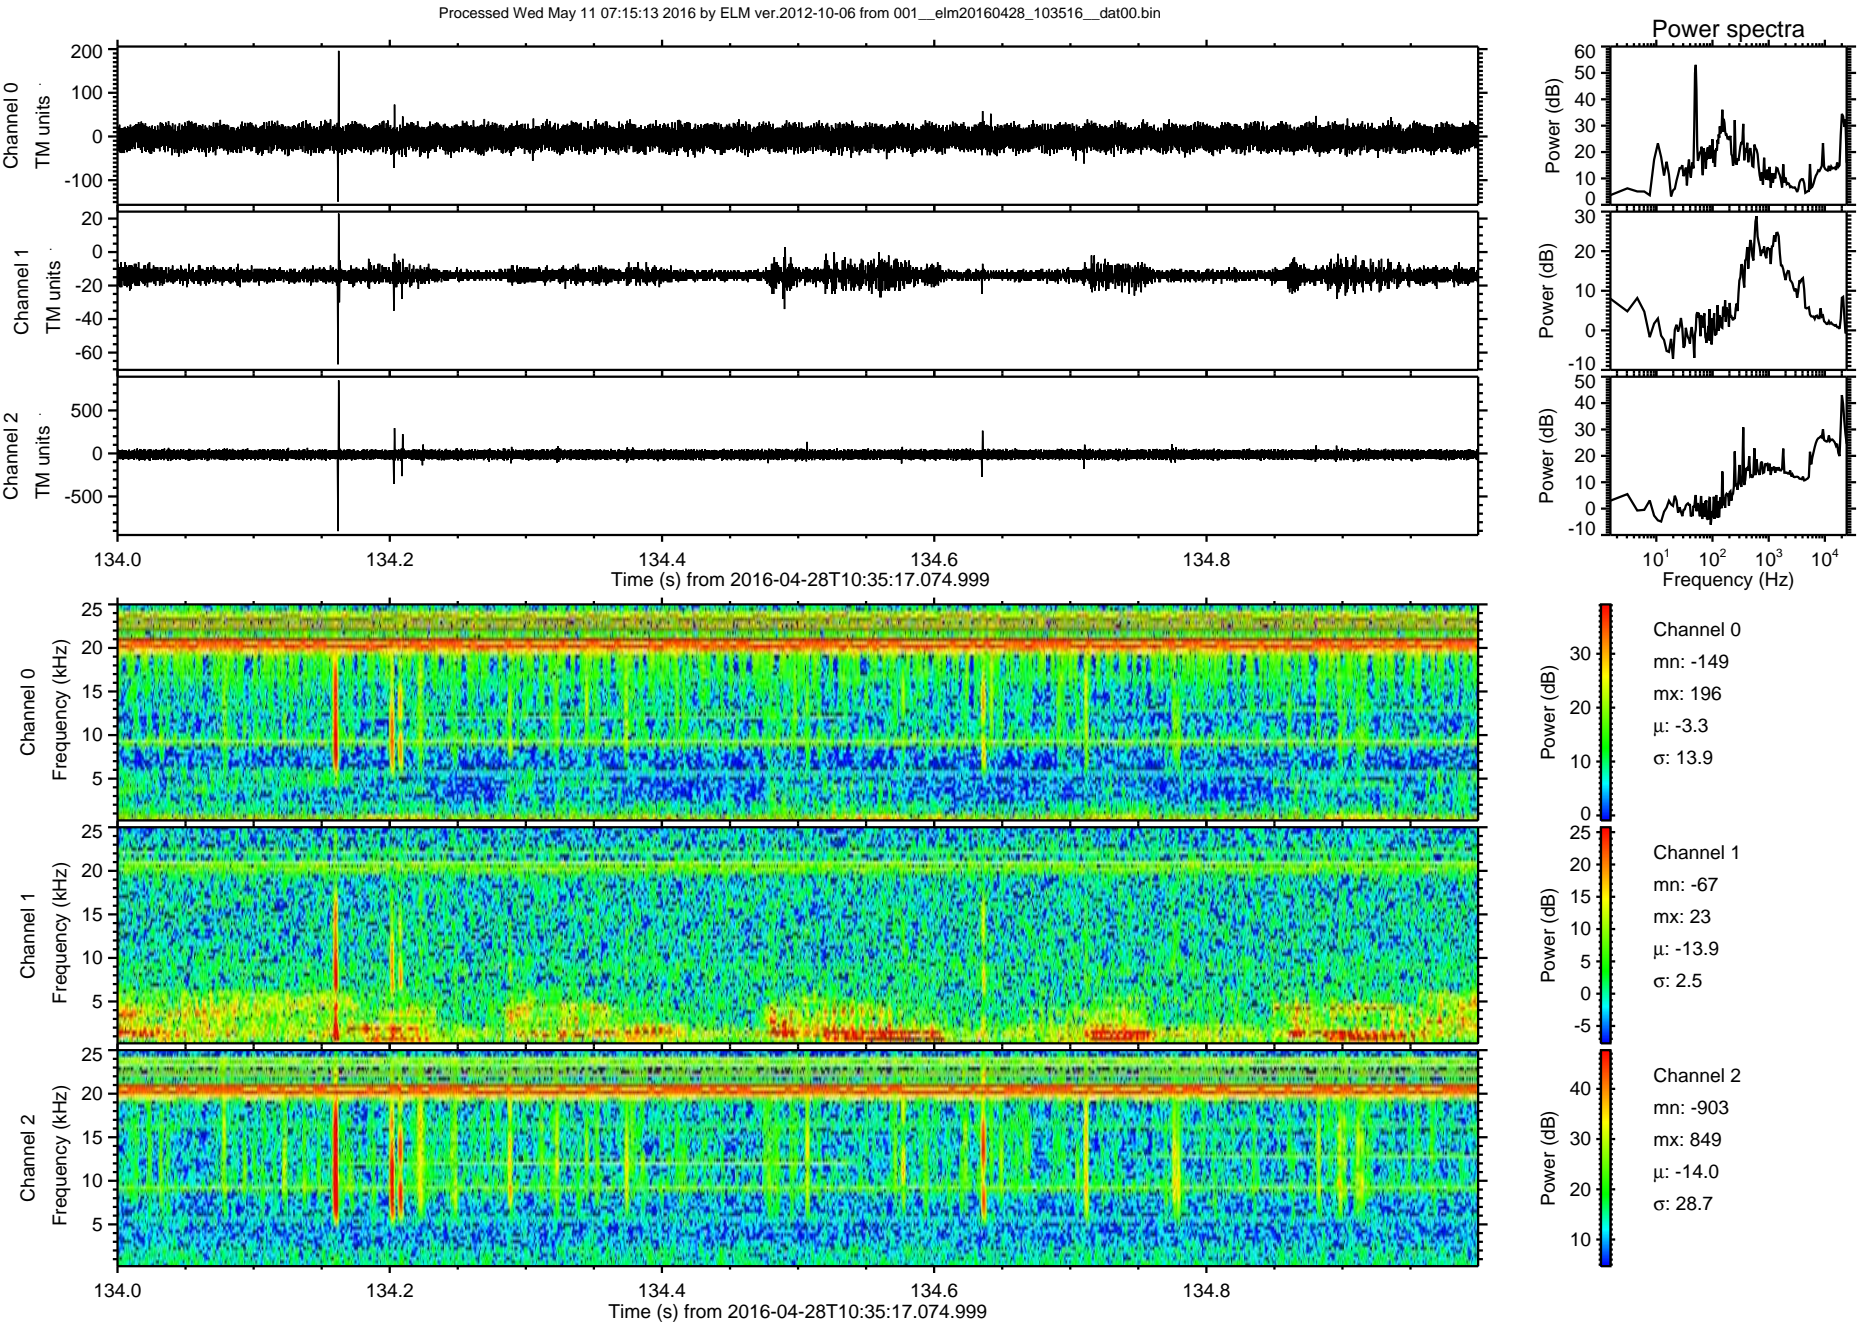 Processed Wed May 11 07:15:13 2016 by ELM ver.2012-10-06 from 001__elm20160428_103516__dat00.bin
Power spectra
Channel 0
TM units
200
100
0
-100
Power (dB)
60
50
40
30
20
10
0
Channel 1
TM units
20
0
-20
-40
-60
Power (dB)
30
20
10
0
-10
Channel 2
TM units
500
0
-500
Power (dB)
50
40
30
20
10
0
-10
134.0 134.2 134.4 134.6 134.8
Time (s) from 2016-04-28T10:35:17.074.999
10^1 10^2 10^3 10^4
Frequency (Hz)
Channel 0
Frequency (kHz)
25
20
15
10
5
Power (dB)
30
20
10
0
Channel 0
mn: -149
mx: 196
μ: -3.3
σ: 13.9
Channel 1
Frequency (kHz)
25
20
15
10
5
Power (dB)
25
20
15
10
5
0
-5
Channel 1
mn: -67
mx: 23
μ: -13.9
σ: 2.5
Channel 2
Frequency (kHz)
25
20
15
10
5
Power (dB)
40
30
20
10
Channel 2
mn: -903
mx: 849
μ: -14.0
σ: 28.7
134.0 134.2 134.4 134.6 134.8
Time (s) from 2016-04-28T10:35:17.074.999